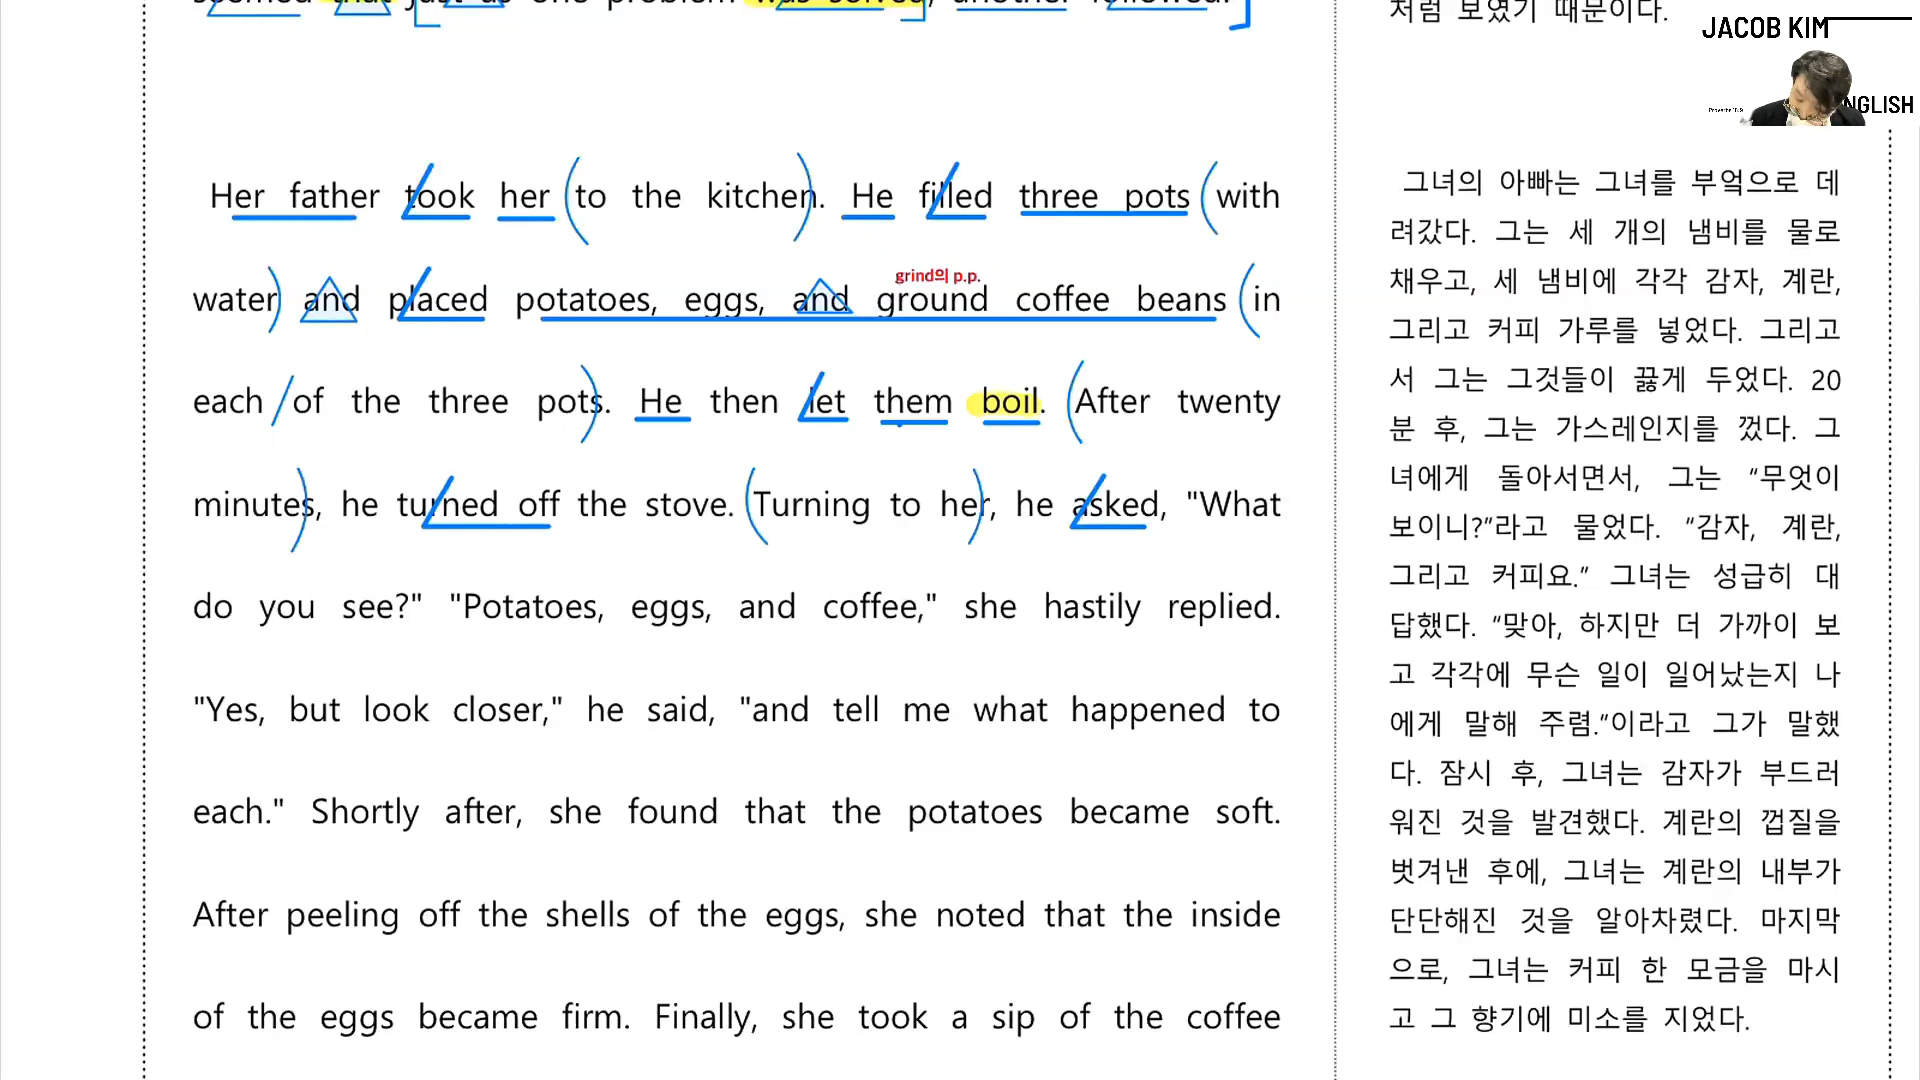 seemed that just as one problem was solved, another followed.
Her father took her to the kitchen. He filled three pots with
grind의 p.p.
water and placed potatoes, eggs, and ground coffee beans in
each of the three pots. He then let them boil. After twenty
minutes, he turned off the stove. Turning to her, he asked, "What
do you see?" "Potatoes, eggs, and coffee," she hastily replied.
"Yes, but look closer," he said, "and tell me what happened to
each." Shortly after, she found that the potatoes became soft.
After peeling off the shells of the eggs, she noted that the inside
of the eggs became firm. Finally, she took a sip of the coffee
처럼 보였기 때문이다.
JACOB KIM
NGLISH
그녀의 아빠는 그녀를 부엌으로 데
려갔다. 그는 세 개의 냄비를 물로
채우고, 세 냄비에 각각 감자, 계란,
그리고 커피 가루를 넣었다. 그리고
서 그는 그것들이 끓게 두었다. 20
분 후, 그는 가스레인지를 껐다. 그
녀에게 돌아서면서, 그는 “무엇이
보이니?”라고 물었다. “감자, 계란,
그리고 커피요.” 그녀는 성급히 대
답했다. “맞아, 하지만 더 가까이 보
고 각각에 무슨 일이 일어났는지 나
에게 말해 주렴.”이라고 그가 말했
다. 잠시 후, 그녀는 감자가 부드러
워진 것을 발견했다. 계란의 껍질을
벗겨낸 후에, 그녀는 계란의 내부가
단단해진 것을 알아차렸다. 마지막
으로, 그녀는 커피 한 모금을 마시
고 그 향기에 미소를 지었다.